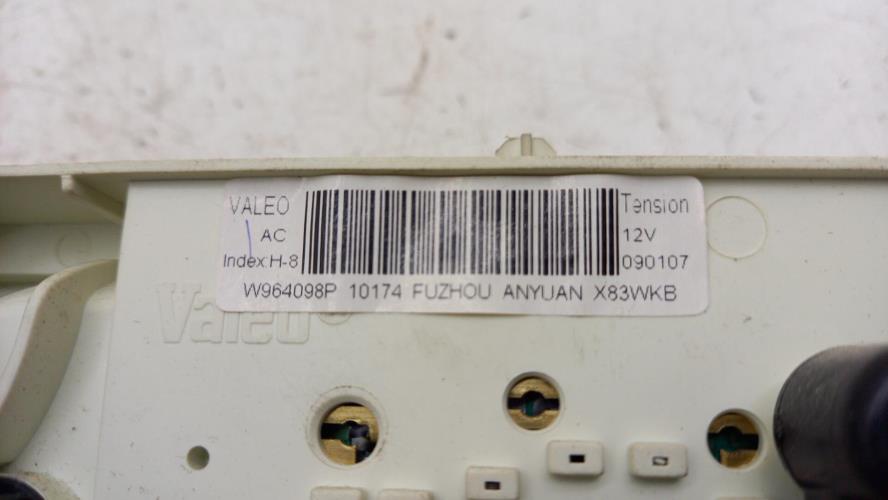 VALEO Tension
AC 12V
Index:H-8 090107
W964098P 10174 FUZHOU ANYUAN X83WKB
Valeo